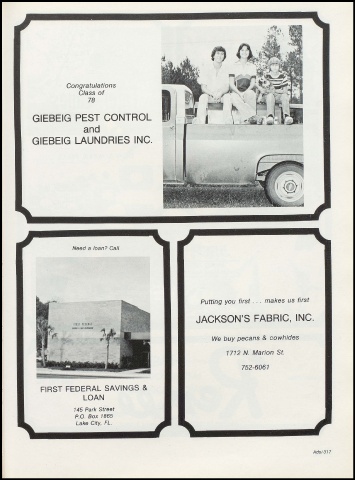 Congratulations
Class of
78
GIEBEIG PEST CONTROL
and
GIEBEIG LAUNDRIES INC.
Need a loan? Call
FIRST FEDERAL SAVINGS &
LOAN
145 Park Street
P.O. Box 1865
Lake City, FL.
Putting you first . . . makes us first
JACKSON'S FABRIC, INC.
We buy pecans & cowhides
1712 N. Marion St.
752-6061
Ads/317